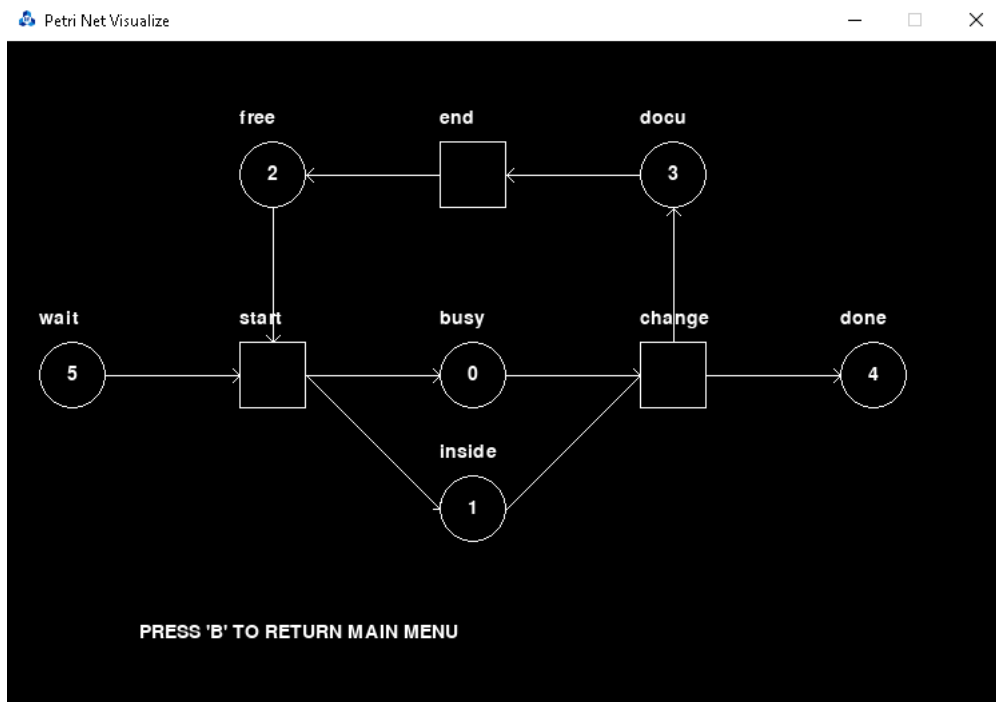 Petri Net Visualize
free end docu
2 3
wait start busy change done
5 0 4
inside
1
PRESS 'B' TO RETURN MAIN MENU